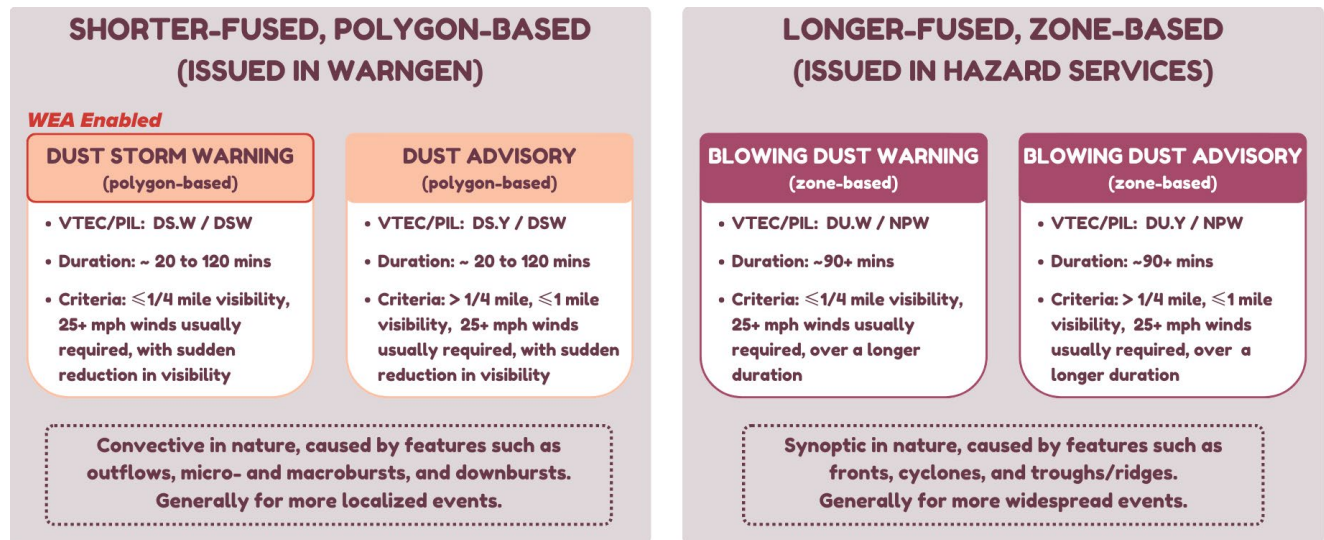 SHORTER-FUSED, POLYGON-BASED
(ISSUED IN WARNGEN)
WEA Enabled
DUST STORM WARNING
(polygon-based)
• VTEC/PIL: DS.W / DSW
• Duration: ~ 20 to 120 mins
• Criteria: ≤1/4 mile visibility,
25+ mph winds usually
required, with sudden
reduction in visibility
DUST ADVISORY
(polygon-based)
• VTEC/PIL: DS.Y / DSW
• Duration: ~ 20 to 120 mins
• Criteria: > 1/4 mile, ≤1 mile
visibility, 25+ mph winds
usually required, with sudden
reduction in visibility
Convective in nature, caused by features such as
outflows, micro- and macrobursts, and downbursts.
Generally for more localized events.
LONGER-FUSED, ZONE-BASED
(ISSUED IN HAZARD SERVICES)
BLOWING DUST WARNING
(zone-based)
• VTEC/PIL: DU.W / NPW
• Duration: ~90+ mins
• Criteria: ≤1/4 mile visibility,
25+ mph winds usually
required, over a longer
duration
BLOWING DUST ADVISORY
(zone-based)
• VTEC/PIL: DU.Y / NPW
• Duration: ~90+ mins
• Criteria: > 1/4 mile, ≤1 mile
visibility, 25+ mph winds
usually required, over a
longer duration
Synoptic in nature, caused by features such as
fronts, cyclones, and troughs/ridges.
Generally for more widespread events.